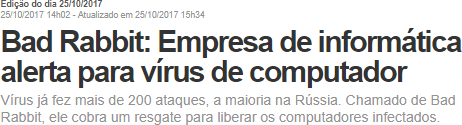 Edição do dia 25/10/2017
25/10/2017 14h02 - Atualizado em 25/10/2017 15h34
Bad Rabbit: Empresa de informática
alerta para vírus de computador
Vírus já fez mais de 200 ataques, a maioria na Rússia. Chamado de Bad
Rabbit, ele cobra um resgate para liberar os computadores infectados.